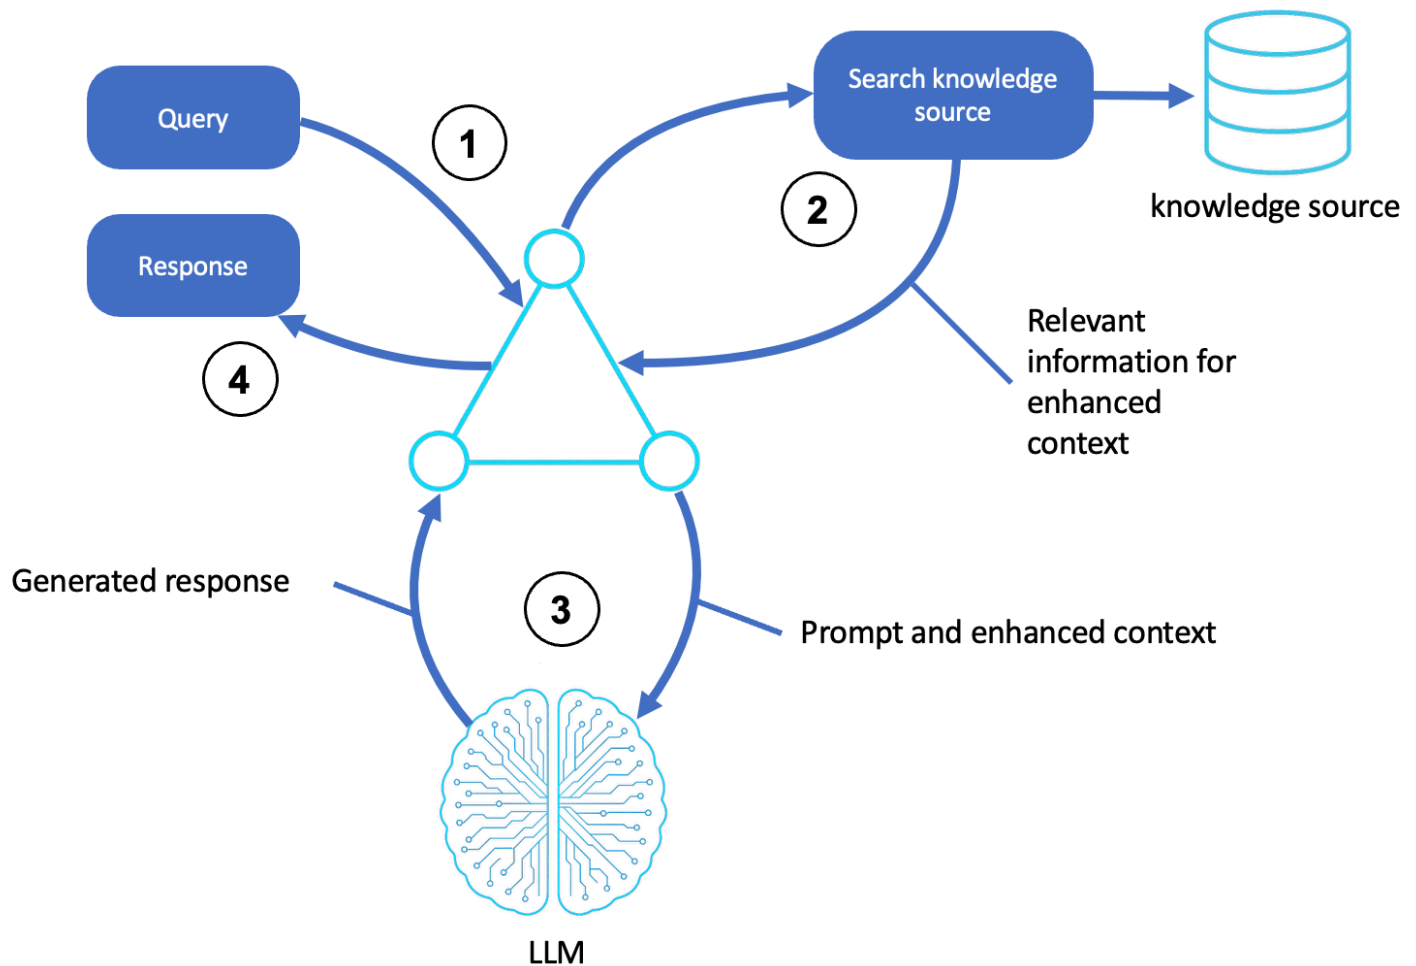 Query
1
Search knowledge
source
2
knowledge source
Response
4
Relevant
information for
enhanced
context
Generated response
3
Prompt and enhanced context
LLM